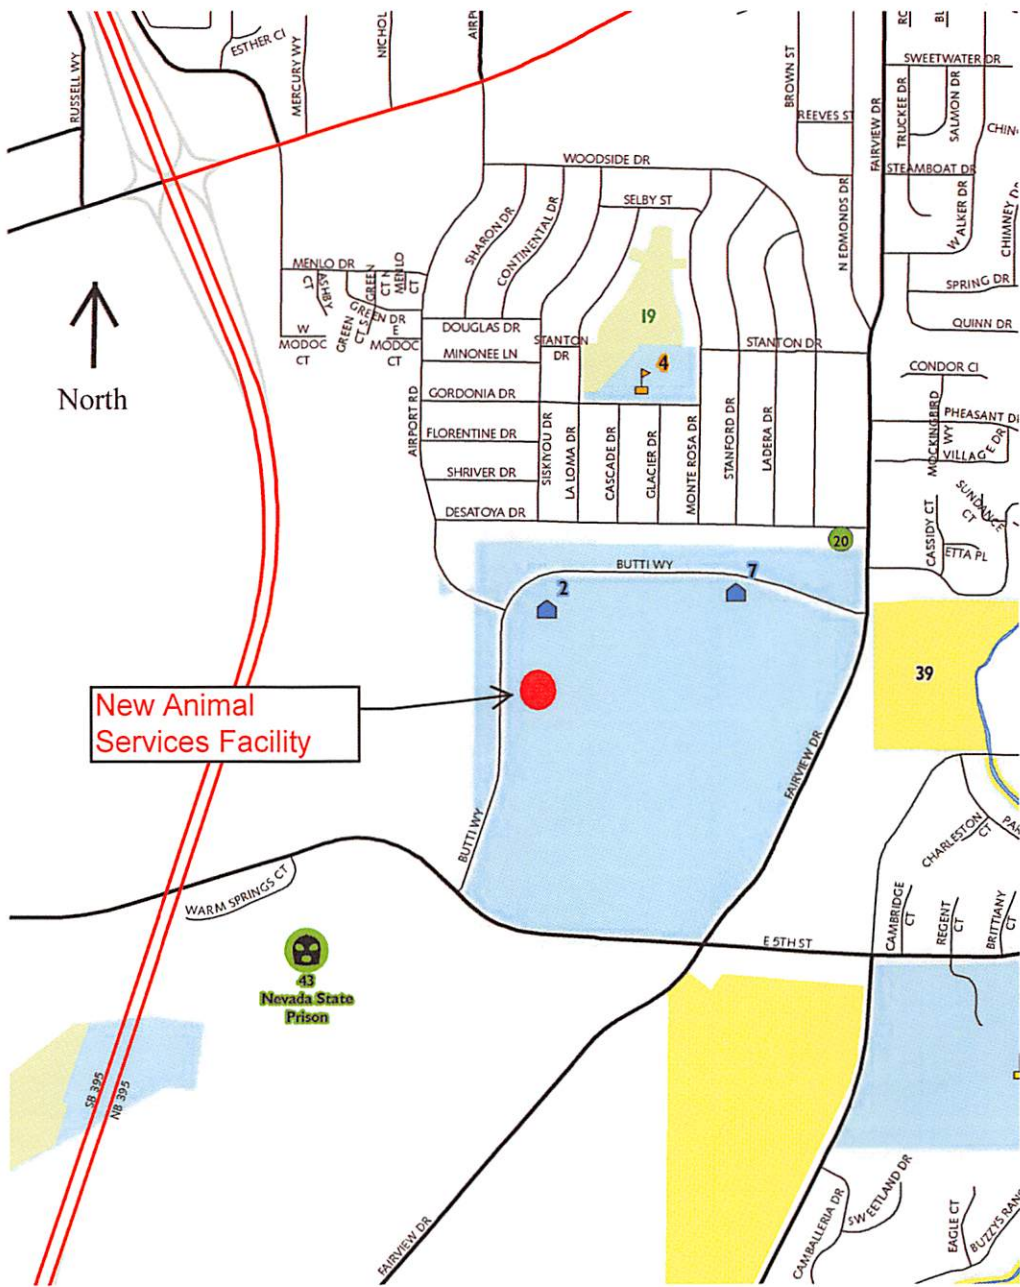 RUSSELL WY
ESTHER CI
MERCURY WY
NICHOL
AIRP
BROWN ST
REEVES ST
FAIRVIEW DR
SWEETWATER DR
TRUCKEE DR
SALMON DR
CHIN
STEAMBOAT DR
WALKER DR
CHIMNEY D
N EDMONDS DR
SPRING DR
QUINN DR
WOODSIDE DR
SELBY ST
SHARON DR
CONTINENTAL DR
MENLO DR
ASHBY
CT
GREEN
CT N
MENLO
CT
GREEN DR
GREEN
CT S
W
MODOC
CT
E
MODOC
CT
North
DOUGLAS DR
STANTON
DR
MINONEE LN
GORDONIA DR
AIRPORT RD
FLORENTINE DR
SHRIVER DR
DESATOYA DR
SISKIYOU DR
LA LOMA DR
CASCADE DR
GLACIER DR
MONTE ROSA DR
STANFORD DR
LADERA DR
STANTON DR
19
4
CONDOR CI
MOCKINGBIRD
WY
PHEASANT D
VILLAGE DR
SUNDANCE
CT
CASSIDY CT
ETTA PL
20
BUTTI WY
2
7
39
New Animal
Services Facility
FAIRVIEW DR
BUTTI WY
CHARLESTON
CT
PAR
WARM SPRINGS CT
CAMBRIDGE
CT
REGENT
CT
BRITTIANY
CT
E 5TH ST
43
Nevada State
Prison
SB 395
NB 395
FAIRVIEW DR
CAMBALLERIA DR
SWEETLAND DR
EAGLE CT
BUZZYS RAN